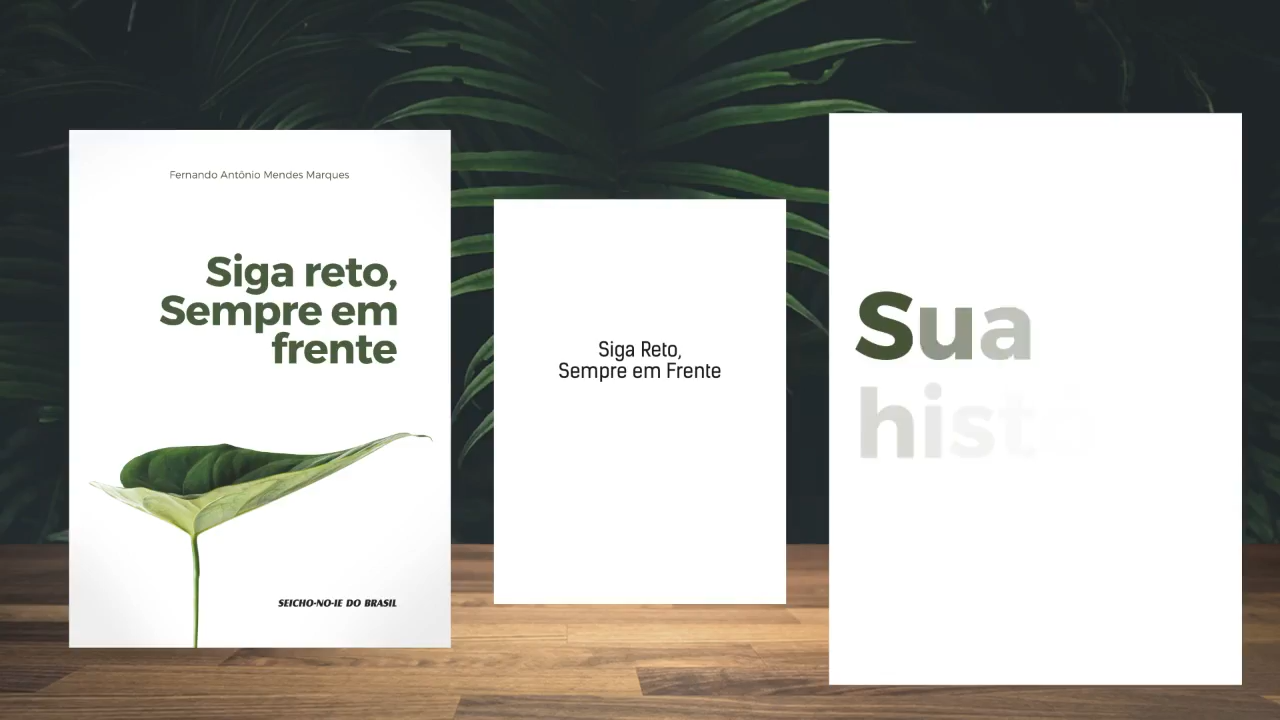 Fernando Antônio Mendes Marques
Siga reto,
Sempre em
frente
SEICHO-NO-IE DO BRASIL
Siga Reto,
Sempre em Frente
Sua
histó